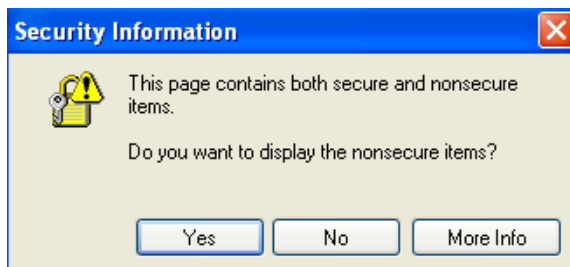 Security Information
This page contains both secure and nonsecure
items.
Do you want to display the nonsecure items?
Yes
No
More Info